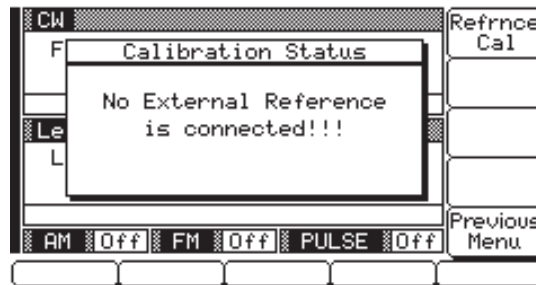 CW
Refrnce
Cal
F
Calibration Status
No External Reference
is connected!!!
Le
L
AM Off FM Off PULSE Off
Previous
Menu